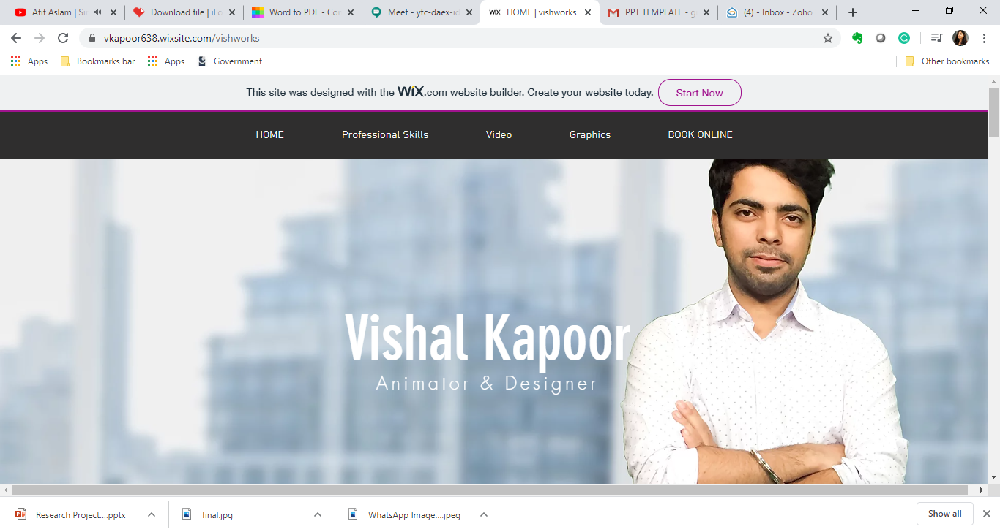 Atif Aslam | Si
Download file | iLo
Word to PDF - Con
Meet - ytc-daex-io
WIX HOME | vishworks
PPT TEMPLATE - g
(4) - Inbox - Zoho
vkapoor638.wixsite.com/vishworks
Apps Bookmarks bar Apps Government Other bookmarks
This site was designed with the WiX.com website builder. Create your website today. Start Now
HOME Professional Skills Video Graphics BOOK ONLINE
Vishal Kapoor
Animator & Designer
Research Project....pptx final.jpg WhatsApp Image....jpeg Show all